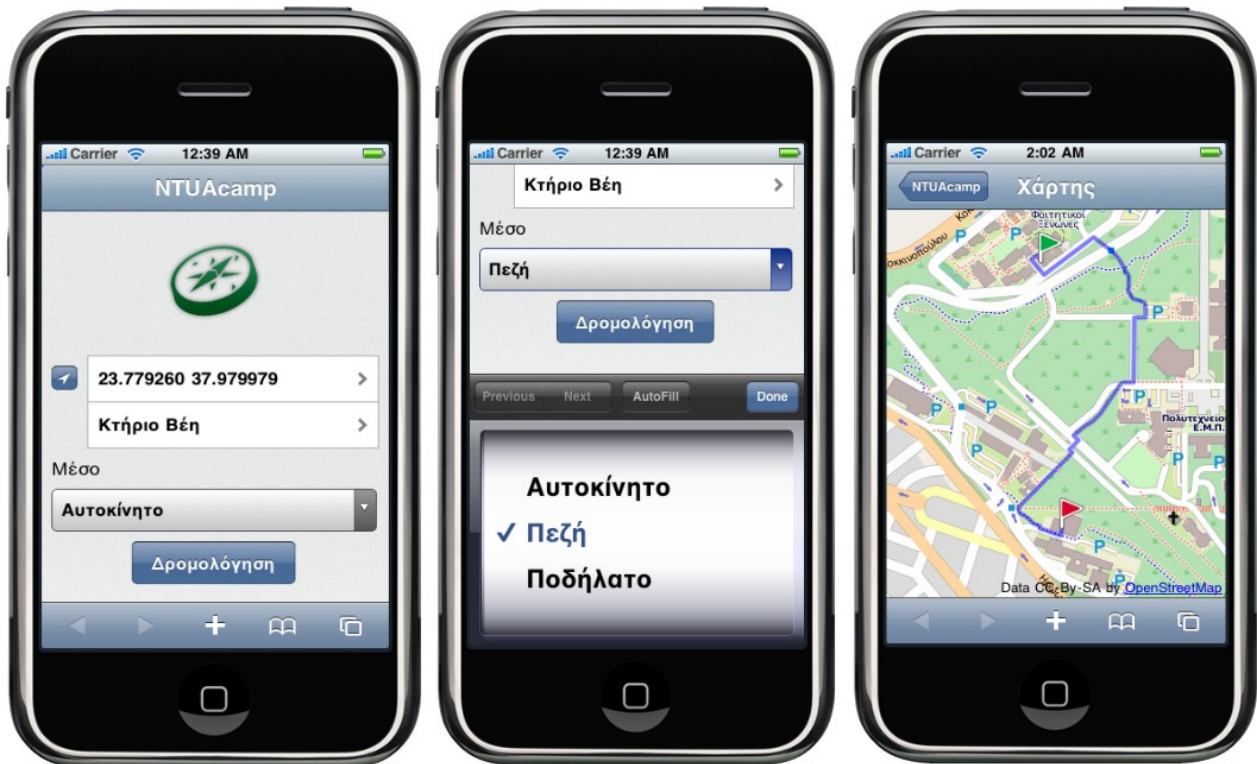 Carrier 12:39 AM
NTUAcamp
23.779260 37.979979
Κτήριο Βέη
Μέσο
Αυτοκίνητο
Δρομολόγηση
Carrier 12:39 AM
Κτήριο Βέη
Μέσο
Πεζή
Δρομολόγηση
Previous Next AutoFill Done
Αυτοκίνητο
✓ Πεζή
Ποδήλατο
Carrier 2:02 AM
NTUAcamp Χάρτης
Φοιτητικοί
Ξενώνες
P
P
P
P
P
P
Πολυτεχνειο
Ε.Μ.Π.
P
P
P
P
P
Data CC-By-SA by OpenStreetMap